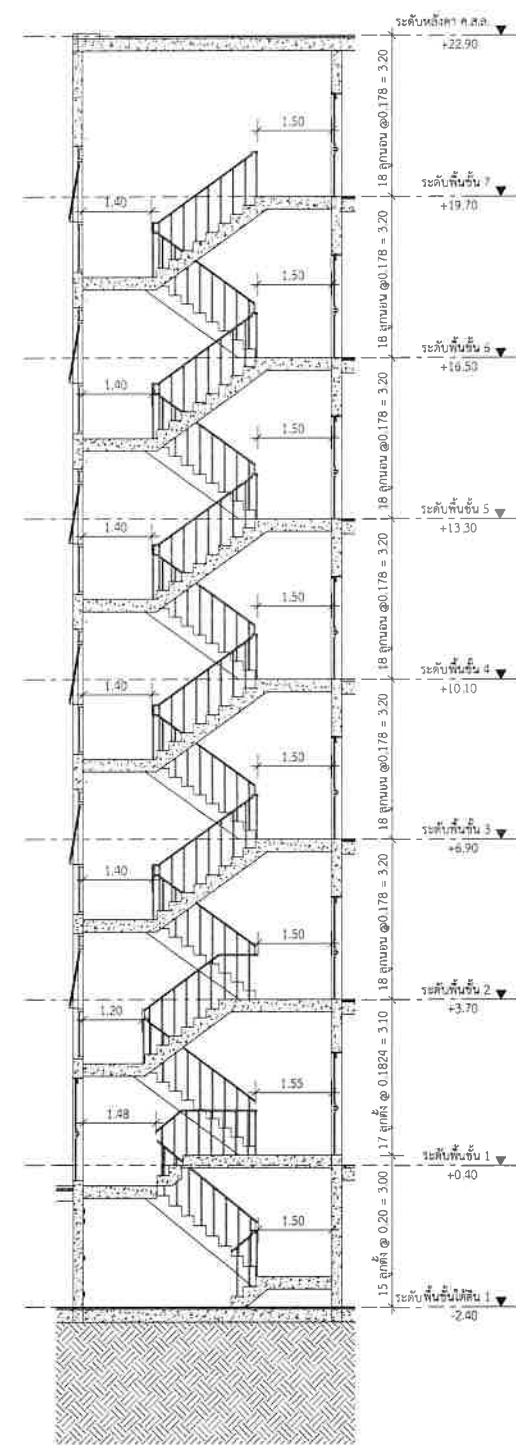 ระดับหลังคา ค.ส.ล.
+22.90
18 ลูกนอน @0.178 = 3.20
1.50
ระดับพื้นชั้น 7
+19.70
1.40
18 ลูกนอน @0.178 = 3.20
1.50
ระดับพื้นชั้น 6
+16.50
1.40
18 ลูกนอน @0.178 = 3.20
1.50
ระดับพื้นชั้น 5
+13.30
1.40
18 ลูกนอน @0.178 = 3.20
1.50
ระดับพื้นชั้น 4
+10.10
1.40
18 ลูกนอน @0.178 = 3.20
1.50
ระดับพื้นชั้น 3
+6.90
1.40
18 ลูกนอน @0.178 = 3.20
1.50
ระดับพื้นชั้น 2
+3.70
1.20
17 ลูกตั้ง @ 0.1824 = 3.10
1.55
1.48
ระดับพื้นชั้น 1
+0.40
15 ลูกตั้ง @ 0.20 = 3.00
1.50
ระดับพื้นชั้นใต้ดิน 1
-2.40